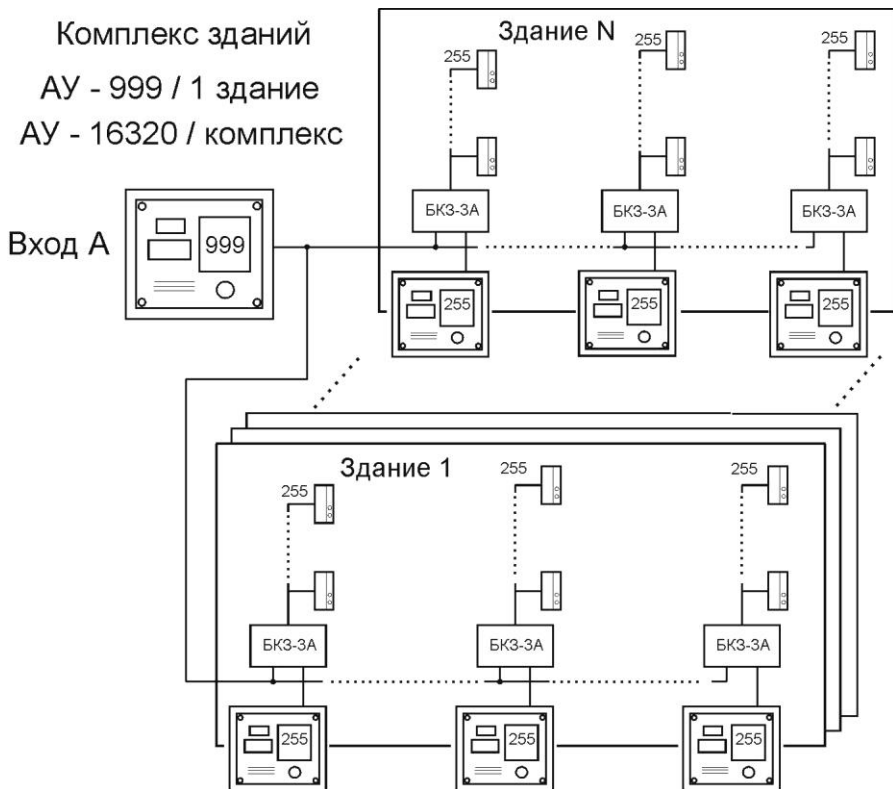 Комплекс зданий
АУ - 999 / 1 здание
АУ - 16320 / комплекс
Вход А
999
Здание N
255
255
255
БКЗ-3А
БКЗ-3А
БКЗ-3А
255
255
255
Здание 1
255
255
255
БКЗ-3А
БКЗ-3А
БКЗ-3А
255
255
255